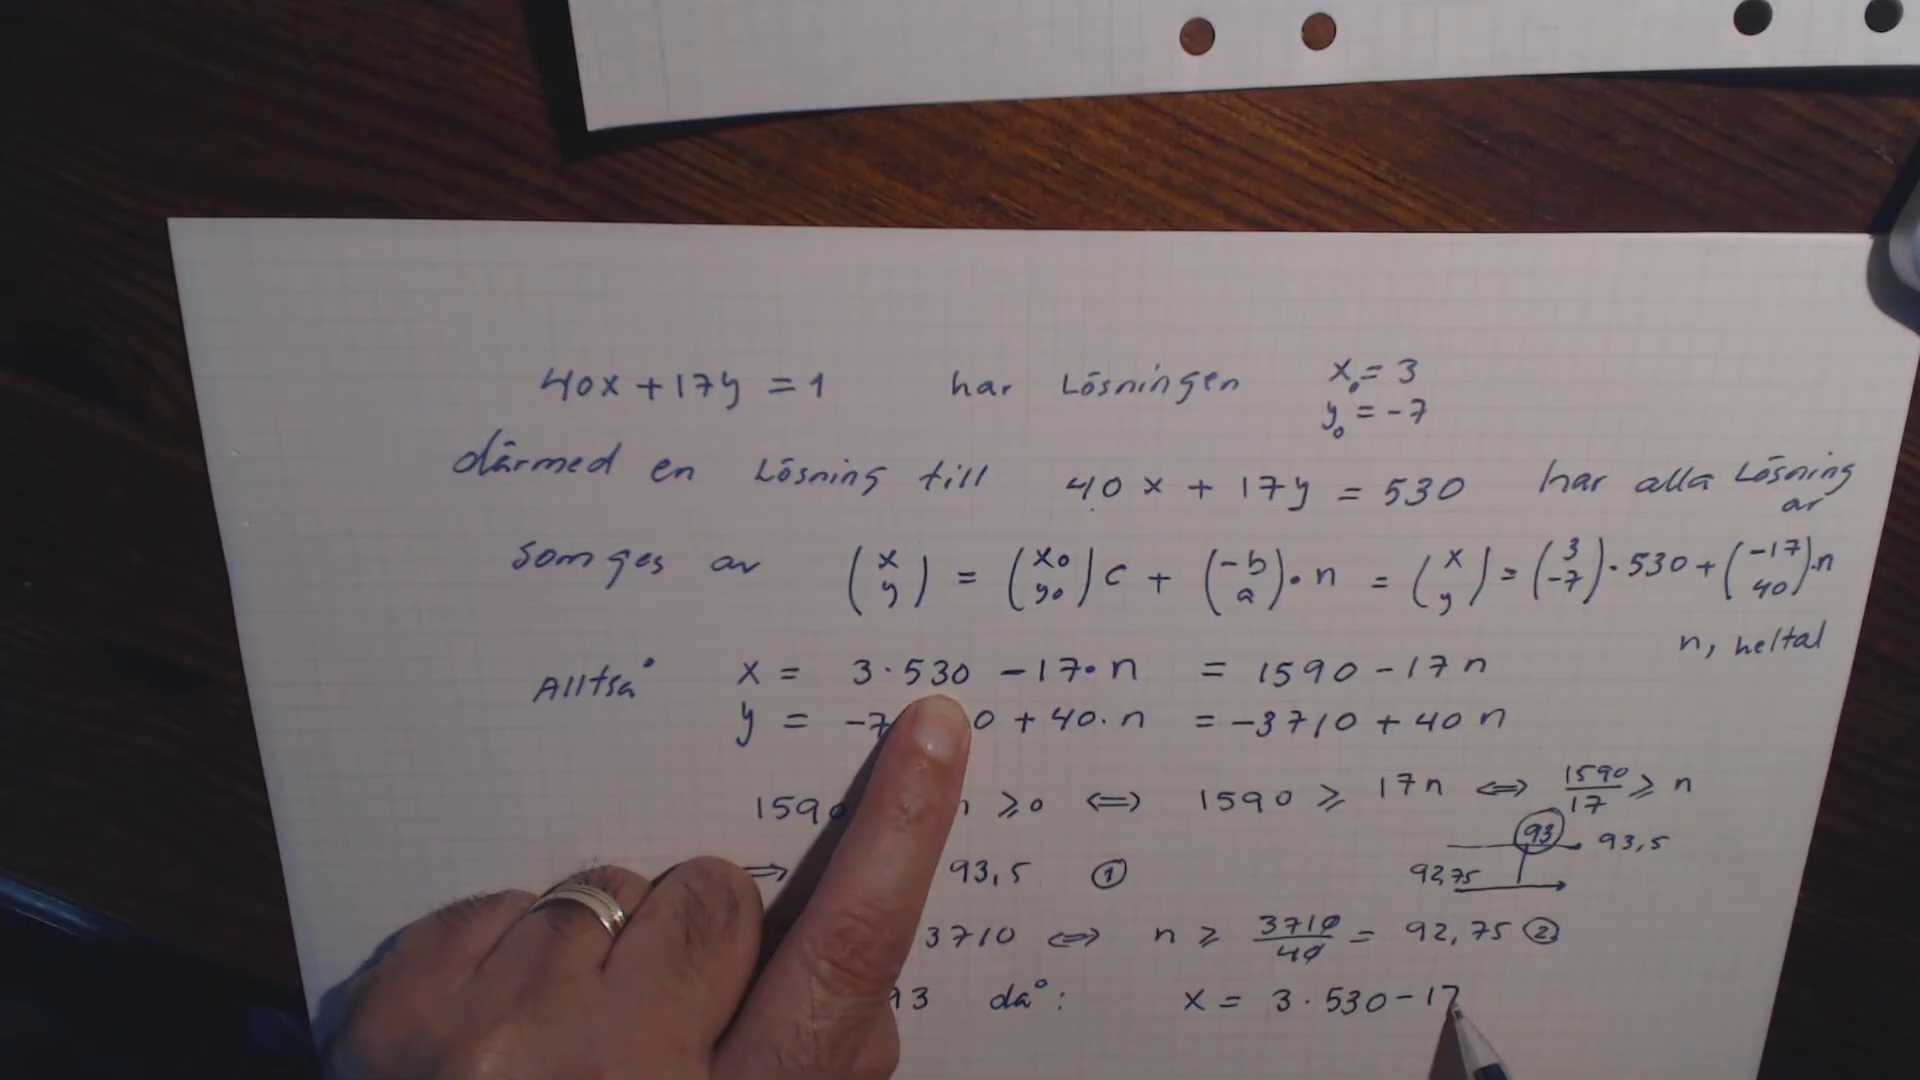 40x + 17y = 1 har Lösningen x₀ = 3
y₀ = -7
därmed en Lösning till 40x + 17y = 530 har alla Lösning
ar
som ges av (x y) = (x₀ y₀) c + (-b a) · n = (x y) = (3 -7) · 530 + (-17 40) · n
n, heltal
Alltså x = 3·530 - 17·n = 1590 - 17n
y = -7 0 + 40·n = -3710 + 40n
1590 n ≥ 0 ⇔ 1590 ≥ 17n ⇔ 1590/17 ≥ n
93 93,5
⇒ 93,5 ① 92,75
3710 ⇔ n ≥ 3710/40 = 92,75 ②
93 då: x = 3·530 - 17